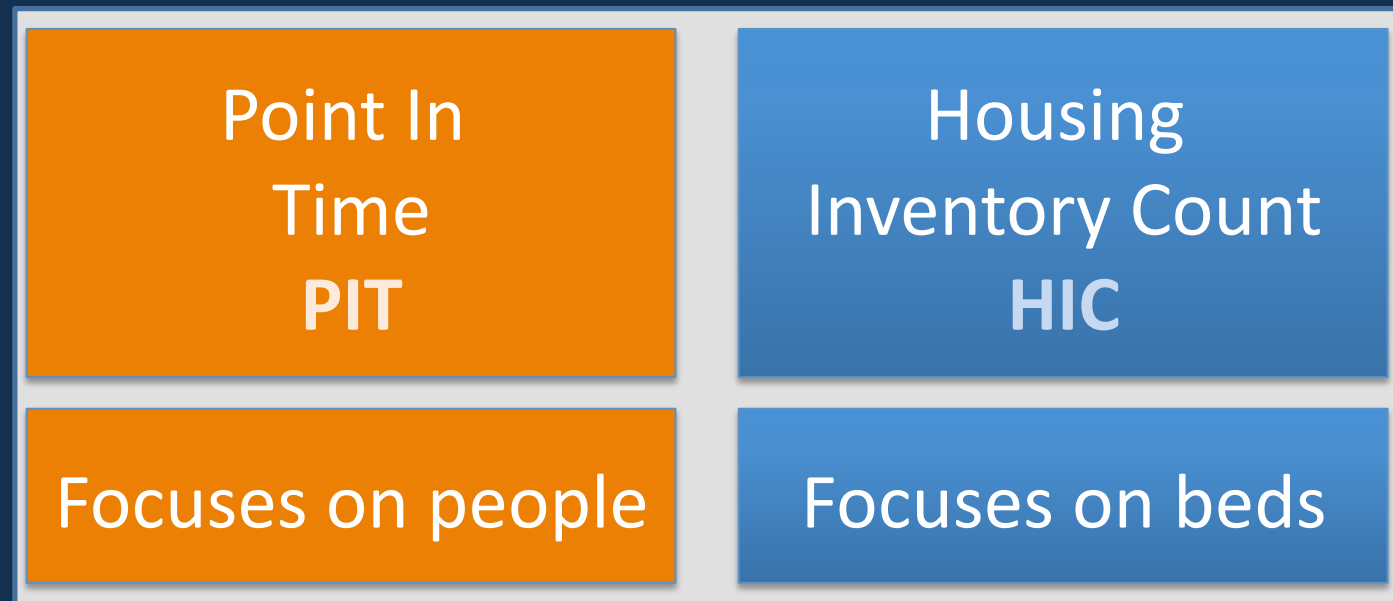 Point In
Time
PIT
Housing
Inventory Count
HIC
Focuses on people
Focuses on beds